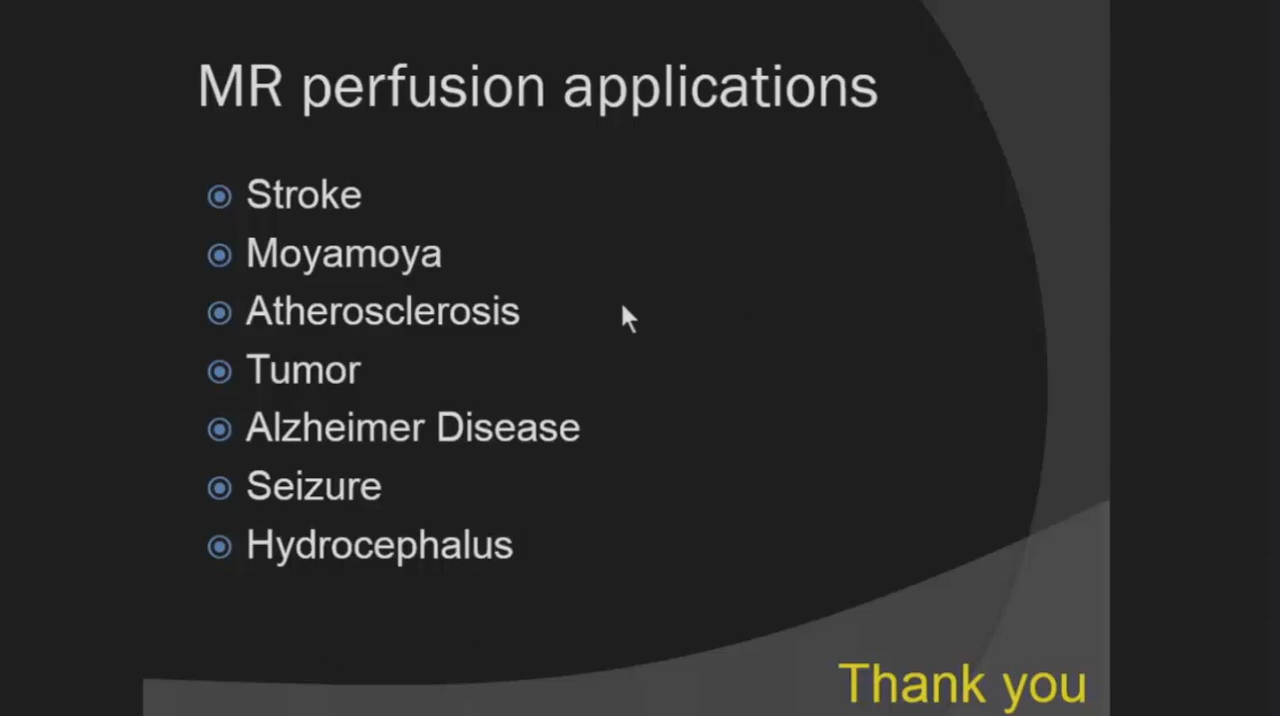 MR perfusion applications
Stroke
Moyamoya
Atherosclerosis
Tumor
Alzheimer Disease
Seizure
Hydrocephalus
Thank you